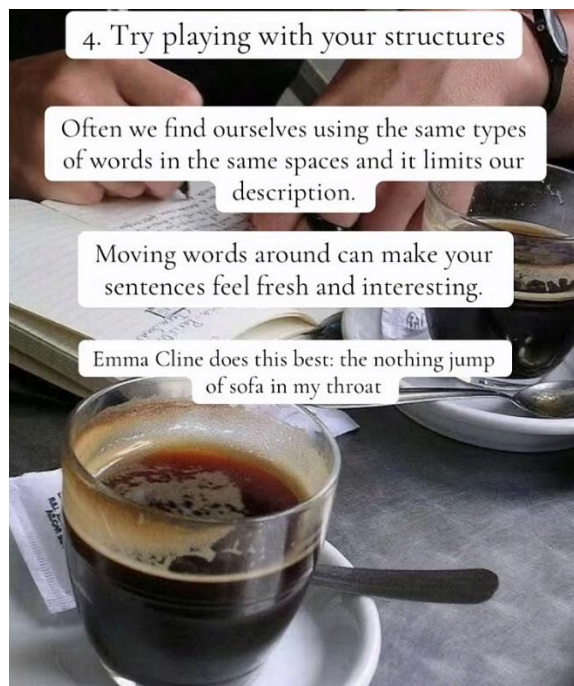 4. Try playing with your structures
Often we find ourselves using the same types
of words in the same spaces and it limits our
description.
Moving words around can make your
sentences feel fresh and interesting.
Emma Cline does this best: the nothing jump
of sofa in my throat